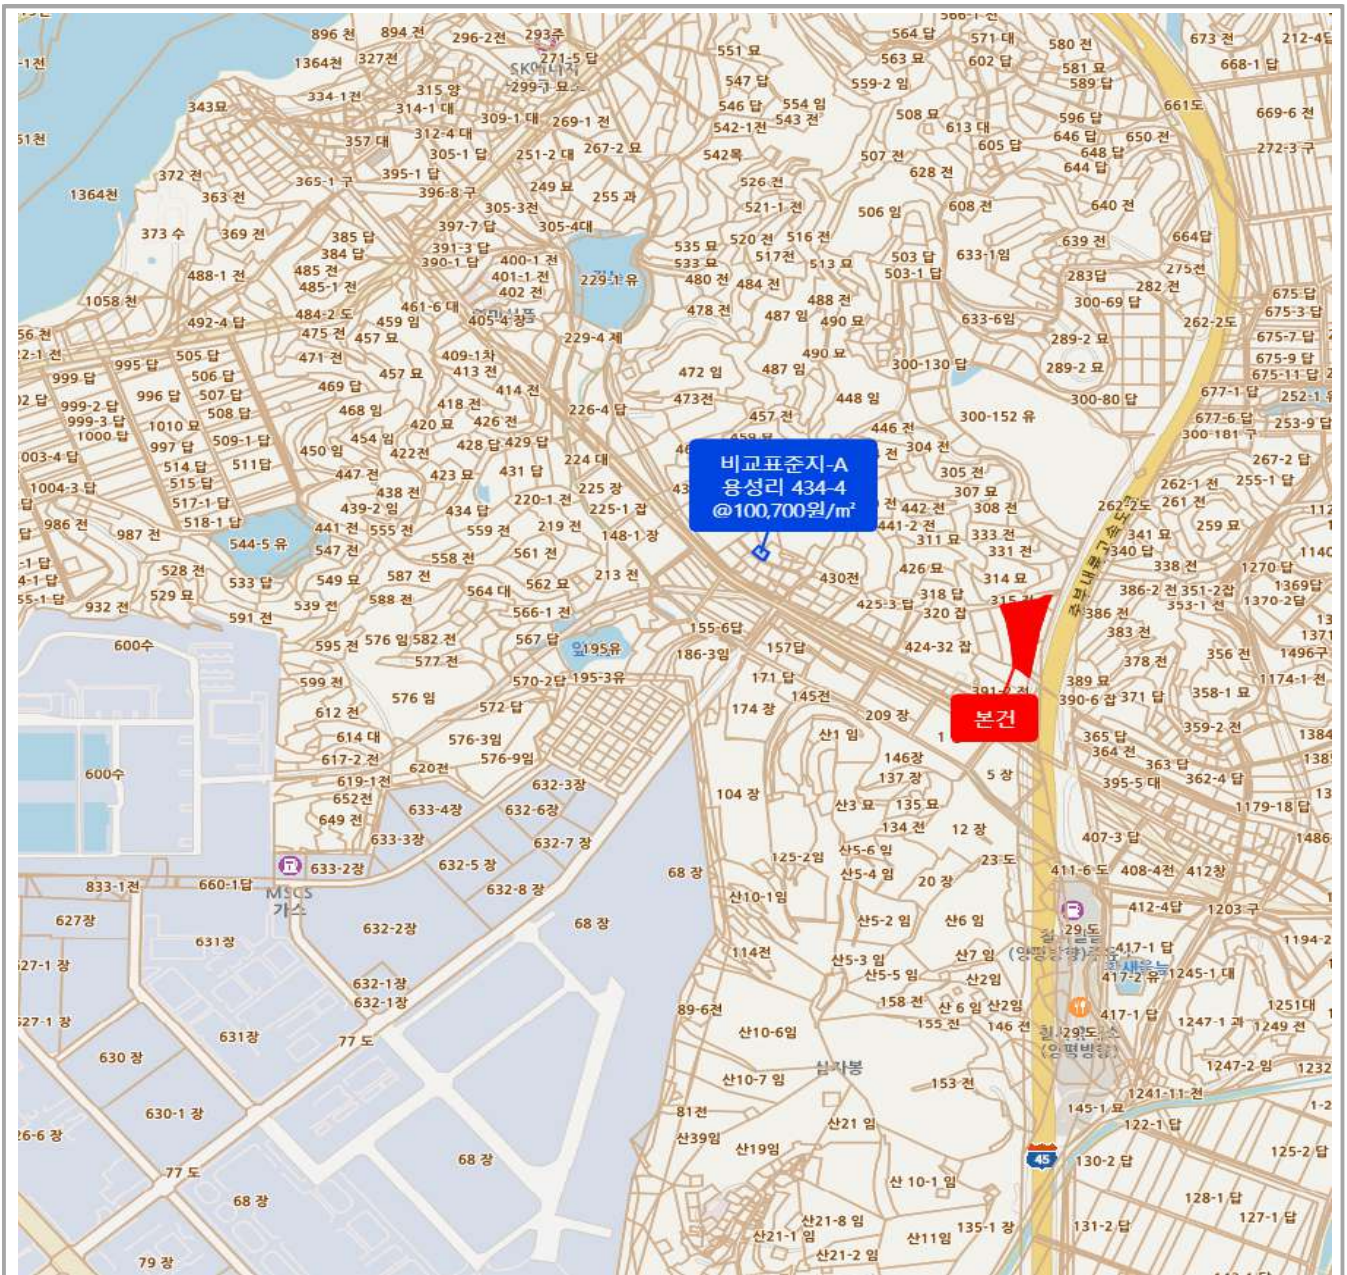 896 천
894 전
296-2전
293주
564 답
571 대
580 전
673 전
1364천
327전
271-5 답
551 묘
563 묘
602 답
581 묘
668-1 답
334-1전
315 양
547 답
559-2 임
589 답
343묘
314-1 대
309-1 대
269-1 전
546 답
554 임
543 전
508 묘
596 답
661도
669-6 전
357 대
312-4 대
542-1전
613 대
646 답
650 전
305-1 답
251-2 대
267-2 묘
542목
507 전
605 답
648 답
272-3 구
372 전
365-1 구
395-1 답
644 답
1364천
363 전
396-8 구
249 묘
255 과
526 전
628 전
305-3전
521-1 전
506 임
608 전
640 전
373 수
369 전
385 답
397-7 답
305-4대
520 전
516 전
639 전
664답
384 답
391-3 답
535 묘
517전
503 답
633-1임
390-1 답
400-1 전
533 묘
513 묘
503-1 답
488-1 전
485 전
401-1 전
229-1 유
480 전
484 전
283답
275전
485-1 전
402 전
282 전
1058 천
461-6 대
488 전
300-69 답
675 답
484-2 도
405-4 장
478 전
487 임
490 묘
633-6임
262-2도
675-3 답
492-4 답
475 전
459 임
457 묘
229-4 제
289-2 묘
675-7 답
995 답
505 답
471 전
409-1차
490 묘
300-130 답
289-2 묘
675-9 답
999 답
506 답
457 묘
413 전
472 임
487 임
675-11 답
996 답
507 답
469 답
414 전
473전
448 임
300-80 답
677-1 답
999-2 답
508 답
468 임
418 전
226-4 답
457 전
300-152 유
677-6 답
999-3 답
1010 묘
420 묘
426 전
446 전
300-181 구
253-9 답
1000 답
997 답
509-1 답
454 임
428 답
429 답
304 전
450 임
422전
224 대
267-2 답
514 답
511답
447 전
423 묘
431 답
305 전
515 답
비교표준지-A
용성리 434-4
@100,700원/㎡
1004-3 답
517-1 답
438 전
225 장
307 묘
262-1 전
255-1 답
439-2 임
434 답
220-1 전
225-1 잡
442 전
308 전
262-2도
261 전
986 전
987 전
518-1 답
441 전
555 전
559 전
219 전
148-1 장
441-2 전
311 묘
333 전
341 묘
259 묘
544-5 유
547 전
558 전
561 전
331 전
중부내륙고속도로
340 답
528 전
533 답
549 묘
587 전
213 전
430전
426 묘
314 묘
338 전
1270 답
529 묘
564 대
562 묘
318 답
386-2 전
351-2잡
1369답
932 전
539 전
588 전
425-3 답
353-1 전
1370-2답
591 전
566-1 전
320 잡
386 전
600수
595 전
576 임
582 전
567 답
195유
155-6답
157답
424-32 잡
383 전
577 전
186-3임
378 전
356 전
1496구
599 전
570-2답
195-3유
171 답
391-2 전
389 묘
1174-1 전
576 임
572 답
145전
390-6 잡
371 답
358-1 묘
612 전
174 장
209 장
본건
614 대
576-3임
산1 임
365 답
359-2 전
617-2 전
576-9임
146장
364 전
363 답
600수
620전
137 장
5 장
395-5 대
362-4 답
619-1전
632-3장
104 장
652전
633-4장
632-6장
산3 묘
135 묘
1179-18 답
649 전
134 전
12 장
633-3장
632-7 장
407-3 답
125-2임
산5-6 임
23 도
633-2장
632-5 장
68 장
산5-4 임
20 장
411-6 도
408-4전
412창
833-1전
660-1답
MSCS
가스
632-8 장
산10-1임
412-4답
1203 구
627장
632-2장
68 장
산5-2 임
산6 임
29 도
631장
114전
산7 임
417-1 답
산5-3 임
산5-5 임
산2임
417-2 유
1245-1 대
632-1장
632-1장
89-6전
158 전
산 6 임
산2임
417-1 답
1251대
631장
77 도
산10-6임
155 전
146 전
29 도
1247-1 과
1249 전
630 장
삼자봉
(양평방향)
산10-7 임
153 전
1247-2 임
630-1 장
81전
1241-11 전
145-1 묘
산39임
산21 임
122-1 답
68 장
산19임
45
130-2 답
125-2 답
77 도
산 10-1 임
68 장
128-1 답
산21-8 임
135-1 장
131-2 답
127-1 답
산21-1 임
산11임
79 장
산21-2 임